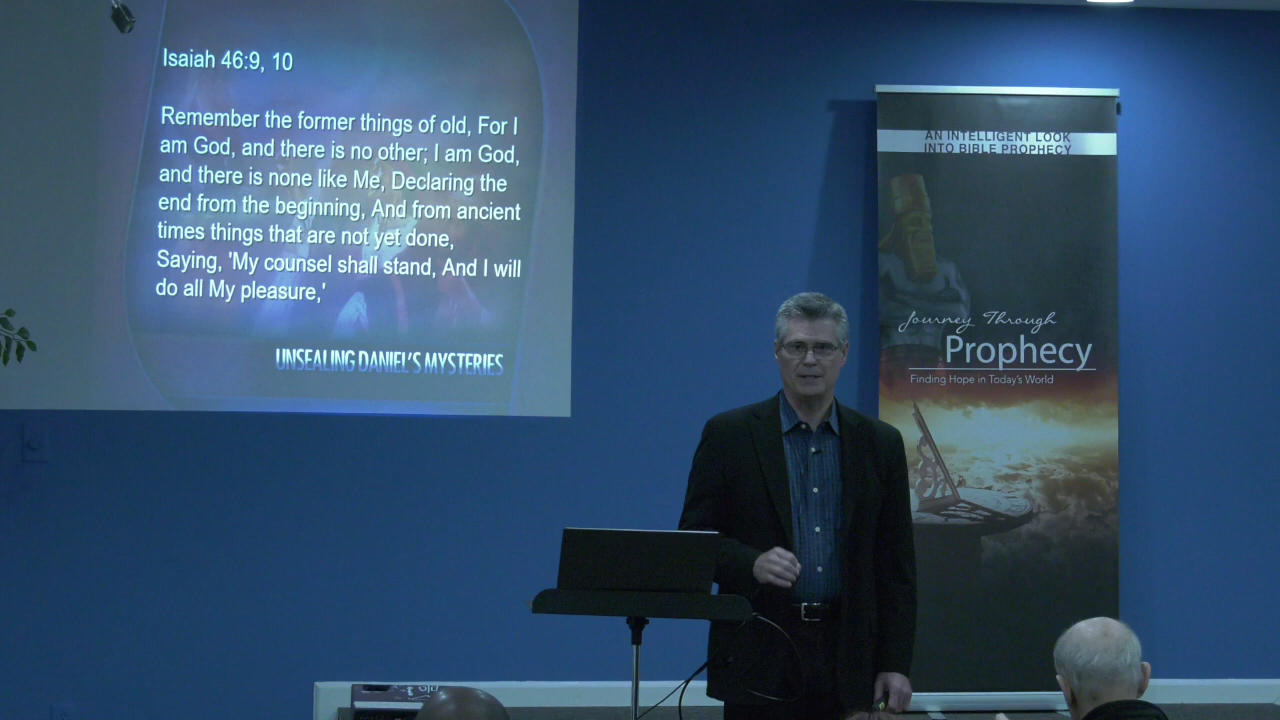 Isaiah 46:9, 10
Remember the former things of old, For I
am God, and there is no other; I am God,
and there is none like Me, Declaring the
end from the beginning, And from ancient
times things that are not yet done,
Saying, 'My counsel shall stand, And I will
do all My pleasure,'
UNSEALING DANIEL'S MYSTERIES
AN INTELLIGENT LOOK
INTO BIBLE PROPHECY
Journey Through
Prophecy
Finding Hope in Today's World